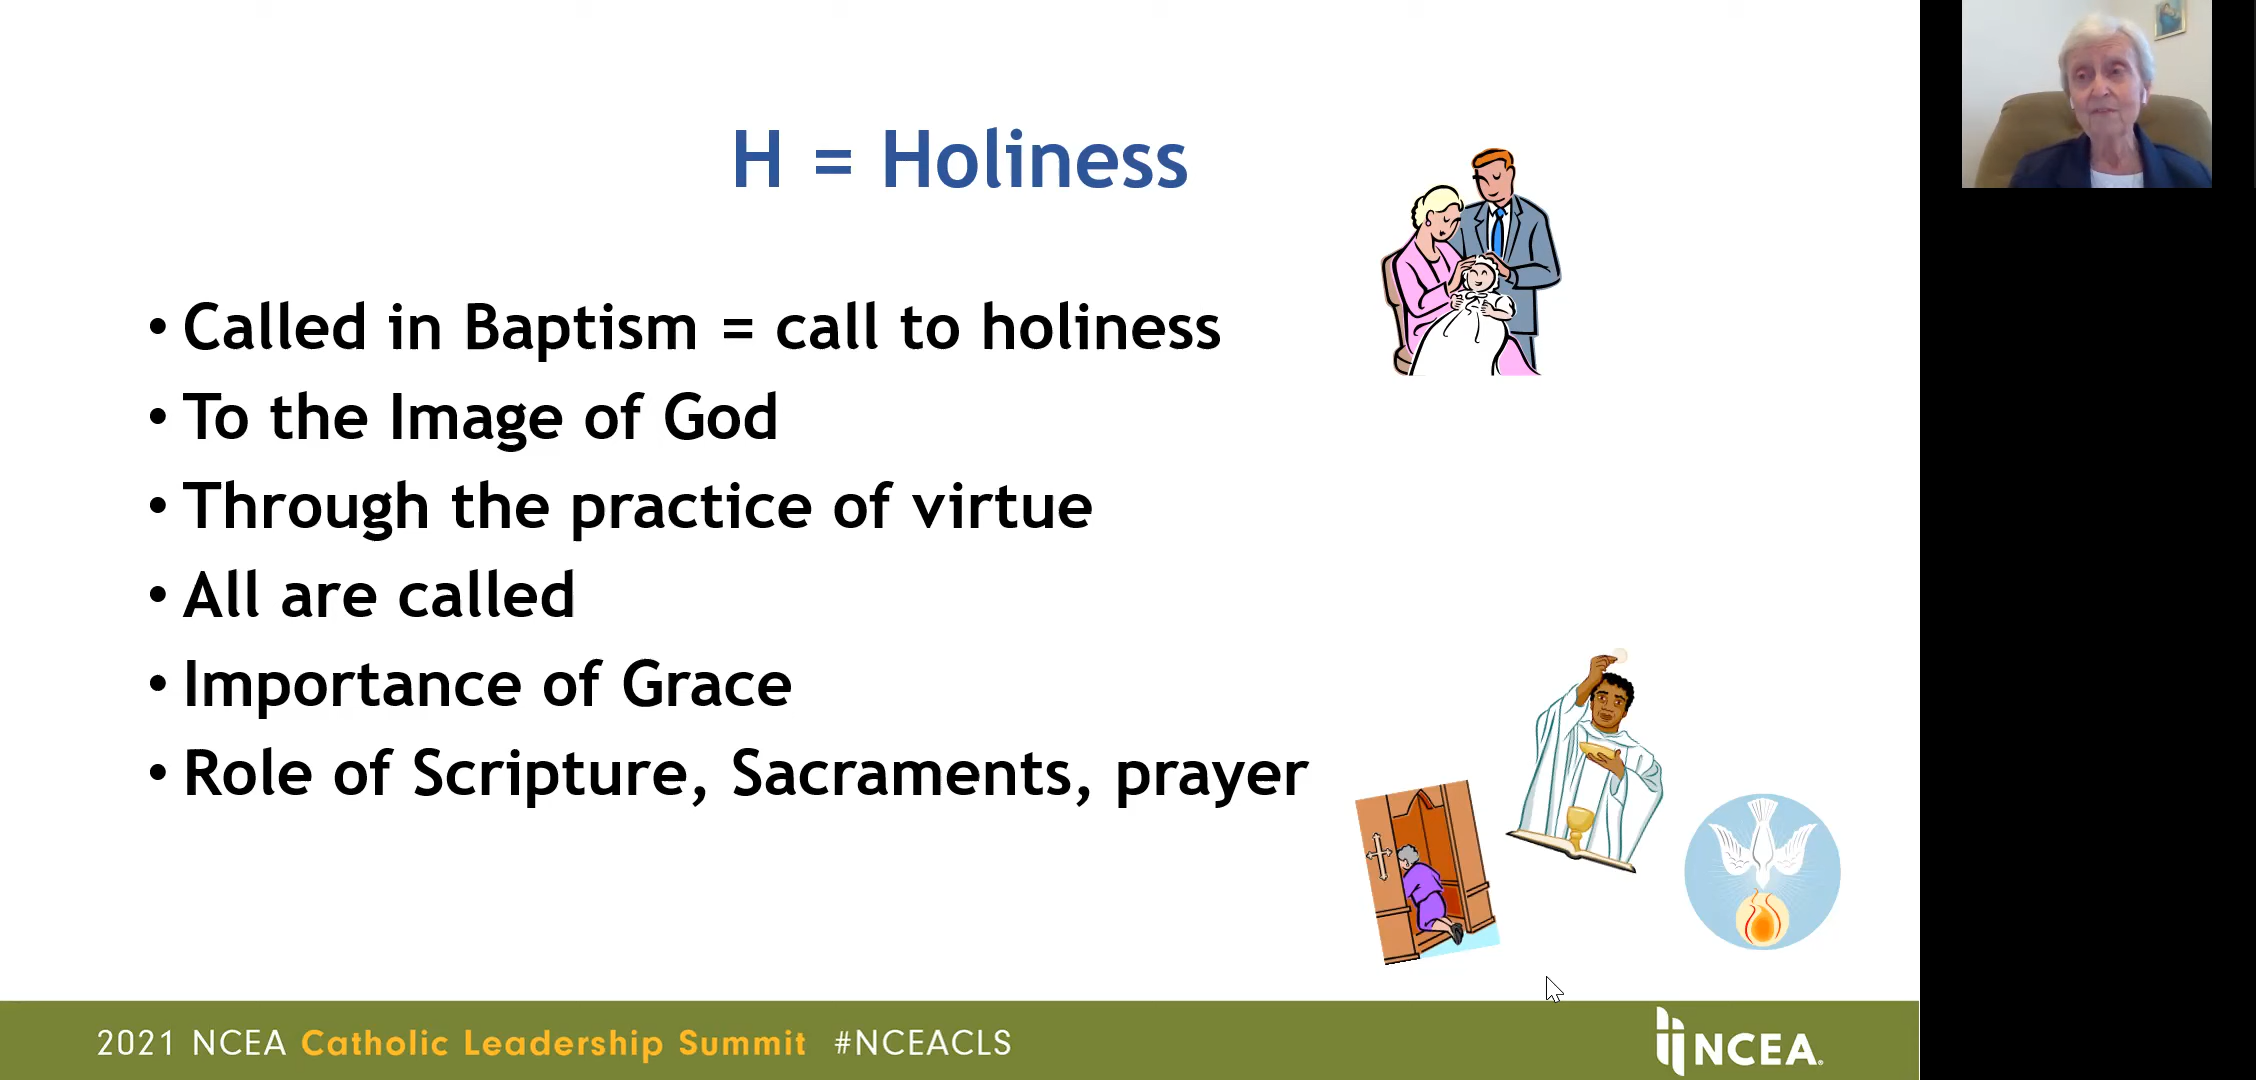 H = Holiness
• Called in Baptism = call to holiness
• To the Image of God
• Through the practice of virtue
• All are called
• Importance of Grace
• Role of Scripture, Sacraments, prayer
2021 NCEA Catholic Leadership Summit #NCEACLS
NCEA®